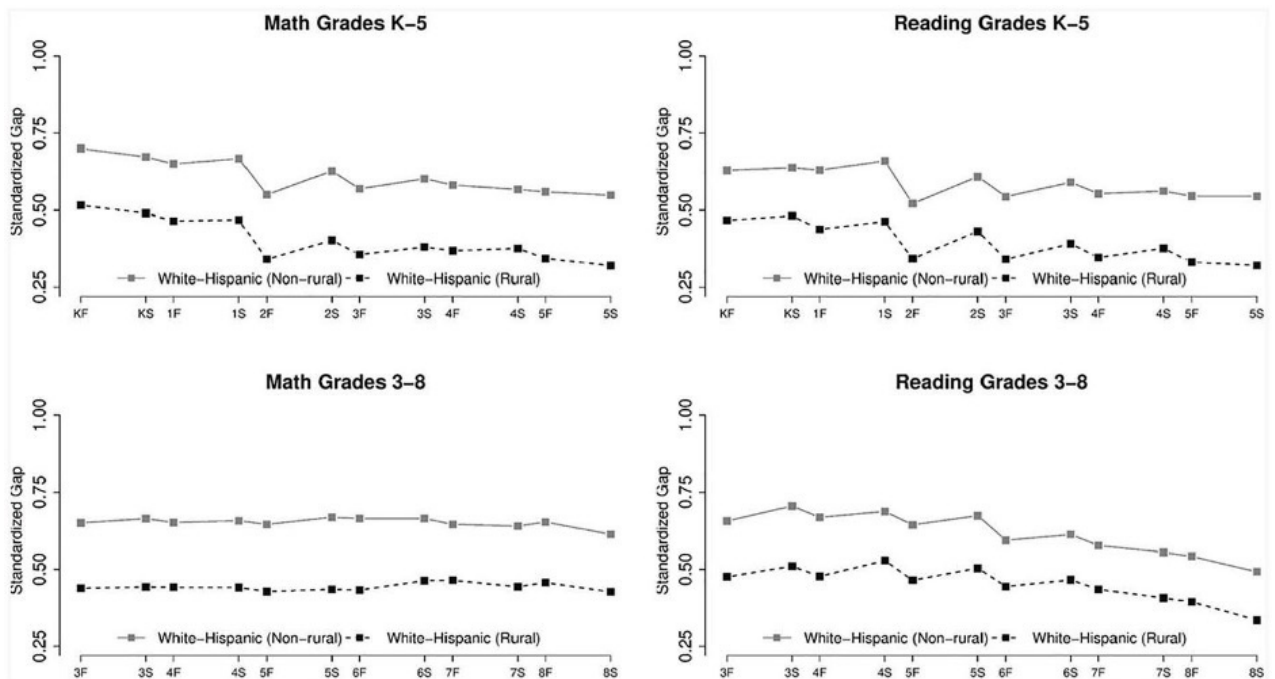 Math Grades K−5
Standardized Gap
1.00
0.75
0.50
0.25
White−Hispanic (Non−rural) White−Hispanic (Rural)
KF KS 1F 1S 2F 2S 3F 3S 4F 4S 5F 5S
Reading Grades K−5
Standardized Gap
1.00
0.75
0.50
0.25
White−Hispanic (Non−rural) White−Hispanic (Rural)
KF KS 1F 1S 2F 2S 3F 3S 4F 4S 5F 5S
Math Grades 3−8
Standardized Gap
1.00
0.75
0.50
0.25
White−Hispanic (Non−rural) White−Hispanic (Rural)
3F 3S 4F 4S 5F 5S 6F 6S 7F 7S 8F 8S
Reading Grades 3−8
Standardized Gap
1.00
0.75
0.50
0.25
White−Hispanic (Non−rural) White−Hispanic (Rural)
3F 3S 4F 4S 5F 5S 6F 6S 7F 7S 8F 8S